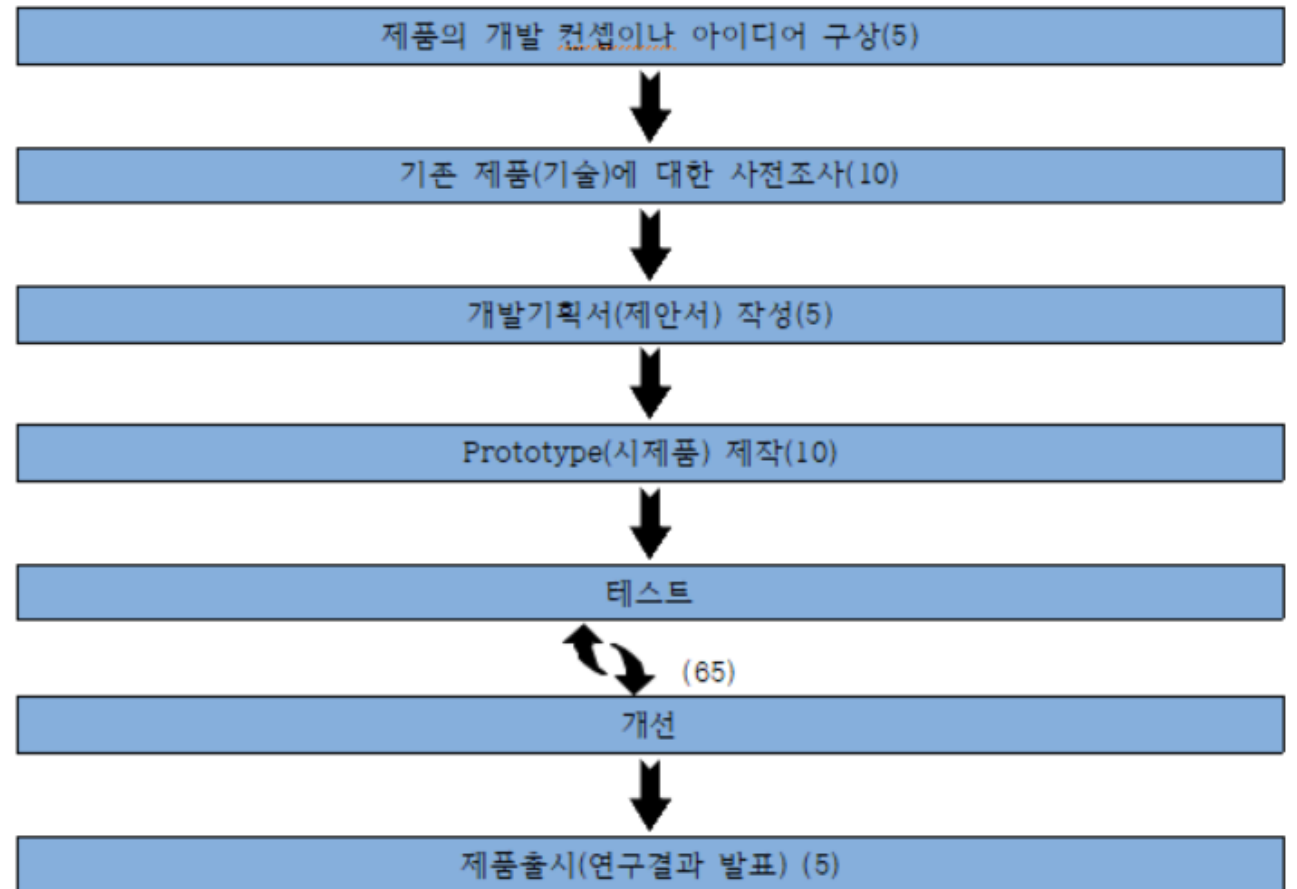 제품의 개발 컨셉이나 아이디어 구상(5)
기존 제품(기술)에 대한 사전조사(10)
개발기획서(제안서) 작성(5)
Prototype(시제품) 제작(10)
테스트
(65)
개선
제품출시(연구결과 발표) (5)